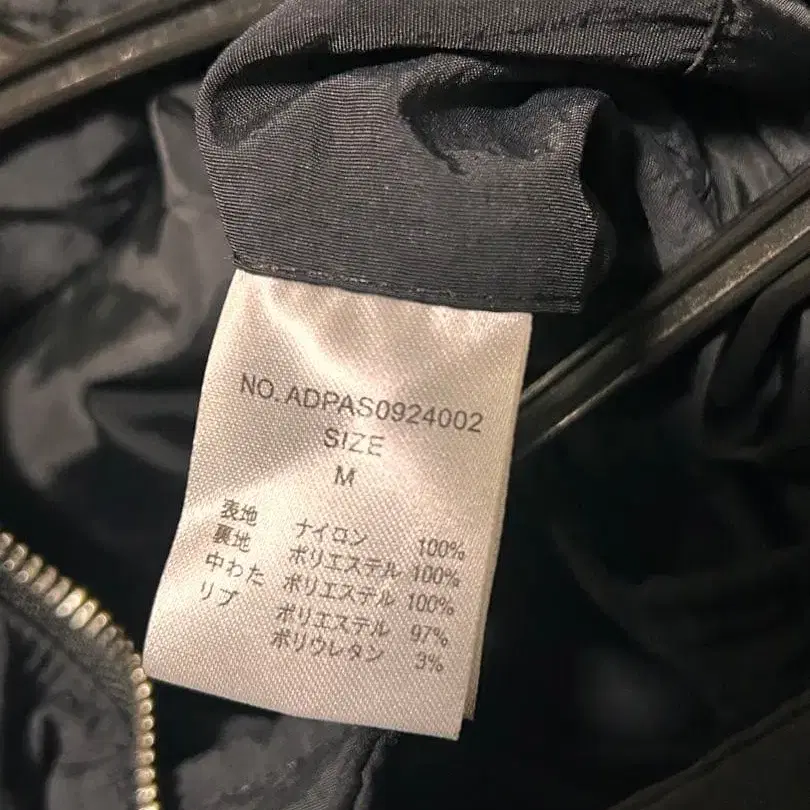 NO. ADPAS0924002
SIZE
M
表地 ナイロン 100%
裏地 ポリエステル 100%
中わた ポリエステル 100%
リブ ポリエステル 97%
ポリウレタン 3%